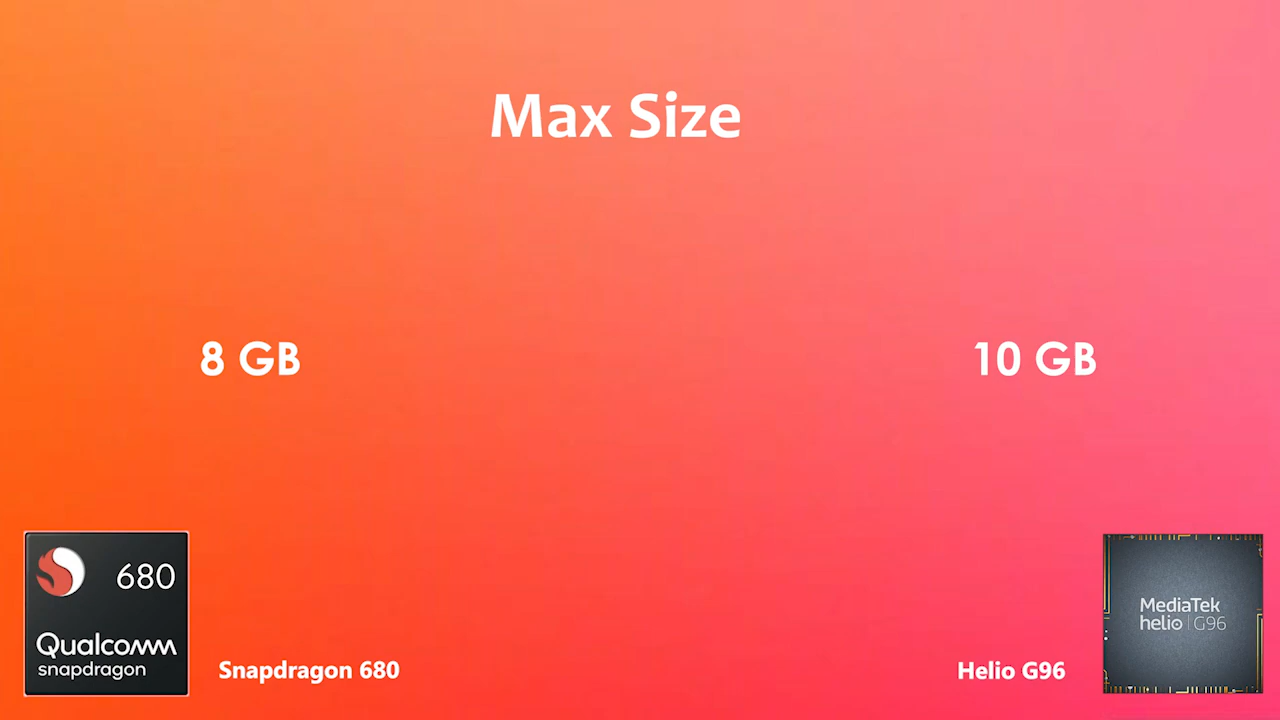 Max Size
8 GB
10 GB
680
Qualcomm
snapdragon
Snapdragon 680
Helio G96
MediaTek
helio | G96